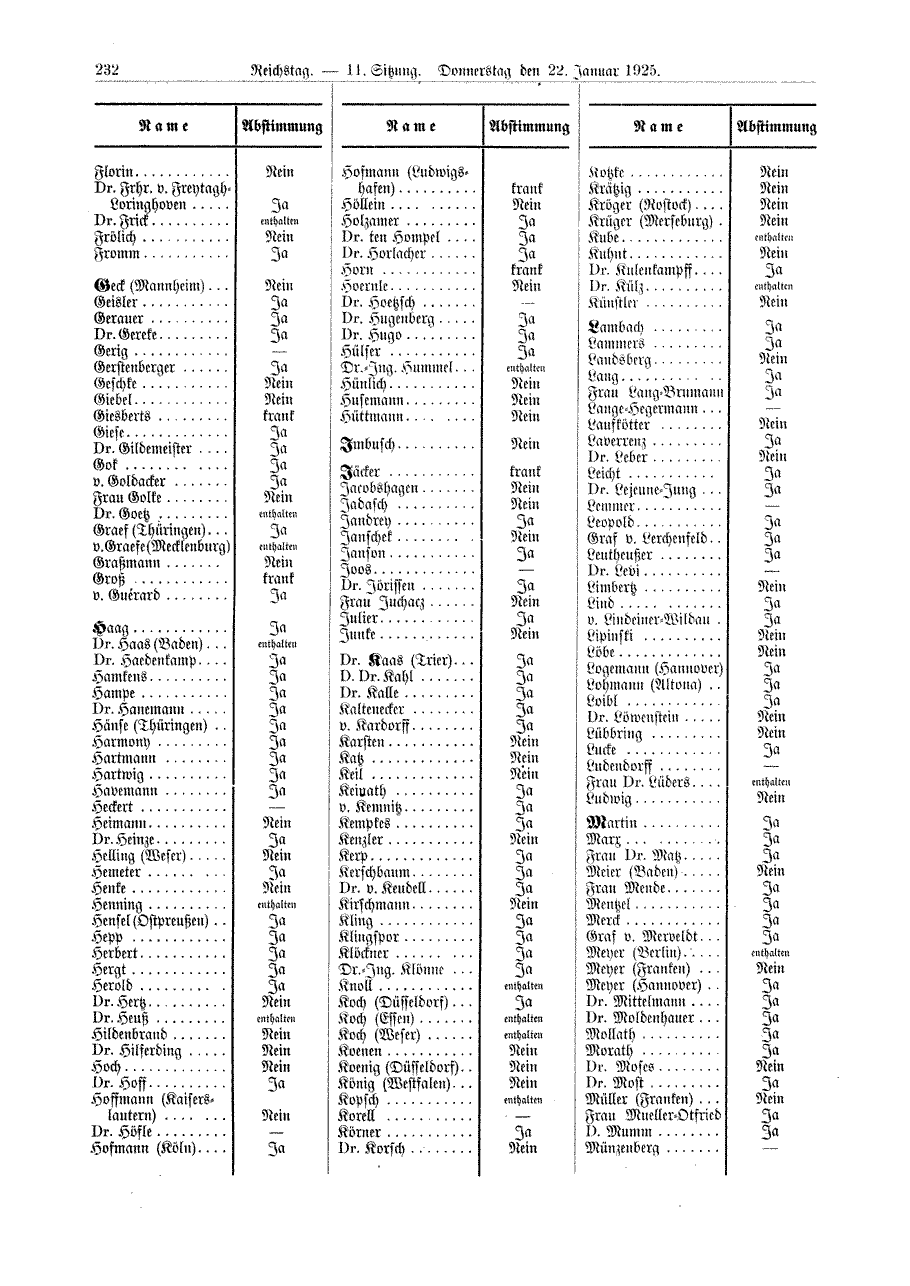 232 Reichstag. — 11. Sitzung. Donnerstag den 22. Januar 1925.
Name Abstimmung
Florin. . . . . . . . . . . Nein
Dr. Frhr. v. Freytagh-
Loringhoven . . . . . Ja
Dr. Frick. . . . . . . . . . enthalten
Frölich . . . . . . . . . . Nein
Fromm . . . . . . . . . . Ja
Geck (Mannheim) . . . Nein
Geisler . . . . . . . . . . Ja
Gerauer . . . . . . . . . Ja
Dr. Gereke. . . . . . . . . Ja
Gerig . . . . . . . . . . . —
Gerstenberger . . . . . . Ja
Geschke . . . . . . . . . . Nein
Giebel. . . . . . . . . . . Nein
Giesberts . . . . . . . . krank
Giese. . . . . . . . . . . . Ja
Dr. Gildemeister . . . . Ja
Gok . . . . . . . . . . . Ja
v. Goldacker . . . . . . . Ja
Frau Golke . . . . . . . . Nein
Dr. Goetz . . . . . . . . . enthalten
Graef (Thüringen). . . Ja
v. Graefe (Mecklenburg) enthalten
Graßmann . . . . . . . Nein
Groß . . . . . . . . . . . krank
v. Guérard . . . . . . . . Ja
Haag . . . . . . . . . . . . Ja
Dr. Haas (Baden) . . . enthalten
Dr. Haedenkamp. . . . Ja
Hamkens. . . . . . . . . . Ja
Hampe . . . . . . . . . . . Ja
Dr. Hanemann . . . . . Ja
Hänse (Thüringen) . . Ja
Harmony . . . . . . . . . Ja
Hartmann . . . . . . . . Ja
Hartwig . . . . . . . . . . Ja
Havemann . . . . . . . . Ja
Heckert . . . . . . . . . . —
Heimann. . . . . . . . . . Nein
Dr. Heinze. . . . . . . . . Ja
Helling (Weser) . . . . . Nein
Hemeter . . . . . . . . . Ja
Henke . . . . . . . . . . . Nein
Henning . . . . . . . . . . enthalten
Hensel (Ostpreußen) . . Ja
Hepp . . . . . . . . . . . . Ja
Herbert. . . . . . . . . . . Ja
Hergt . . . . . . . . . . . . Ja
Herold . . . . . . . . . . Ja
Dr. Hertz. . . . . . . . . . Nein
Dr. Heuß . . . . . . . . . enthalten
Hildenbrand . . . . . . . Nein
Dr. Hilferding . . . . . Nein
Hoch. . . . . . . . . . . . . Nein
Dr. Hoff. . . . . . . . . . Ja
Hoffmann (Kaisers-
lautern) . . . . . . . Nein
Dr. Höfle . . . . . . . . . —
Hofmann (Köln). . . . Ja
Name Abstimmung
Hofmann (Ludwigs-
hafen) . . . . . . . . . . krank
Höllein . . . . . . . . . . Nein
Holzamer . . . . . . . . . Ja
Dr. ten Hompel . . . . Ja
Dr. Horlacher . . . . . . Ja
Horn . . . . . . . . . . . . krank
Hoernle. . . . . . . . . . . Nein
Dr. Hoetzsch . . . . . . . —
Dr. Hugenberg . . . . . Ja
Dr. Hugo . . . . . . . . . Ja
Hülser . . . . . . . . . . . Ja
Dr.-Ing. Hummel. . . enthalten
Hünlich. . . . . . . . . . . Nein
Husemann. . . . . . . . . Nein
Hüttmann. . . . . . . . . Nein
Imbusch. . . . . . . . . . Nein
Jäcker . . . . . . . . . . . krank
Jacobshagen. . . . . . . Nein
Jadasch . . . . . . . . . . Nein
Jandrey . . . . . . . . . . Ja
Janschek . . . . . . . . . . Nein
Janson . . . . . . . . . . . Ja
Joos. . . . . . . . . . . . . —
Dr. Jörissen . . . . . . . Ja
Frau Juchacz . . . . . . Nein
Julier. . . . . . . . . . . . Ja
Junke . . . . . . . . . . . Nein
Dr. Kaas (Trier). . . Ja
D. Dr. Kahl . . . . . . . Ja
Dr. Kalle . . . . . . . . . Ja
Kaltenecker . . . . . . . . Ja
v. Kardorff. . . . . . . . Ja
Karsten. . . . . . . . . . . Nein
Katz . . . . . . . . . . . . Nein
Keil . . . . . . . . . . . . . Nein
Keipath . . . . . . . . . . Ja
v. Kemnitz. . . . . . . . . Ja
Kempkes . . . . . . . . . . Ja
Kenzler . . . . . . . . . . . Nein
Kerp. . . . . . . . . . . . . Ja
Kerschbaum. . . . . . . . Ja
Dr. v. Keudell. . . . . . Ja
Kirschmann. . . . . . . . Nein
Kling . . . . . . . . . . . . Ja
Klingspor . . . . . . . . . Ja
Klöckner . . . . . . . . . Ja
Dr.-Ing. Klönne . . . Ja
Knoll . . . . . . . . . . . . enthalten
Koch (Düsseldorf) . . . Ja
Koch (Essen) . . . . . . . enthalten
Koch (Weser) . . . . . . enthalten
Koenen . . . . . . . . . . . Nein
Koenig (Düsseldorf). . Nein
König (Westfalen). . . Nein
Kopsch . . . . . . . . . . . enthalten
Korell . . . . . . . . . . . —
Körner . . . . . . . . . . . Ja
Dr. Korsch . . . . . . . . Nein
Name Abstimmung
Kotzke . . . . . . . . . . . . Nein
Krätzig . . . . . . . . . . . Nein
Kröger (Rostock) . . . . Nein
Krüger (Merseburg) . Nein
Kube. . . . . . . . . . . . . enthalten
Kuhnt. . . . . . . . . . . . Nein
Dr. Kulenkampff. . . . Ja
Dr. Külz. . . . . . . . . . enthalten
Künstler . . . . . . . . . . Nein
Lambach . . . . . . . . . Ja
Lammers . . . . . . . . . Ja
Landsberg. . . . . . . . . Nein
Lang. . . . . . . . . . . . Ja
Frau Lang-Brumann Ja
Lange-Hegermann . . . —
Laufkötter . . . . . . . . Nein
Laverrenz . . . . . . . . . Ja
Dr. Leber . . . . . . . . . Nein
Leicht . . . . . . . . . . . . Ja
Dr. Lejeune-Jung . . . Ja
Lemmer. . . . . . . . . . . —
Leopold. . . . . . . . . . . Ja
Graf v. Lerchenfeld. . Ja
Leutheußer . . . . . . . . Ja
Dr. Levi . . . . . . . . . . —
Limbertz . . . . . . . . . . Nein
Lind . . . . . . . . . . . . Ja
v. Lindeiner-Wildau . Ja
Lipinski . . . . . . . . . . Nein
Löbe . . . . . . . . . . . . Nein
Logemann (Hannover) Ja
Lohmann (Altona) . . Ja
Loibl . . . . . . . . . . . . Ja
Dr. Löwenstein . . . . . Nein
Lübbring . . . . . . . . . Nein
Lucke . . . . . . . . . . . . Ja
Ludendorff . . . . . . . . —
Frau Dr. Lüders. . . . enthalten
Ludwig. . . . . . . . . . . Nein
Martin . . . . . . . . . . Ja
Marx . . . . . . . . . . . Ja
Frau Dr. Matz. . . . . Ja
Meier (Baden) . . . . . Nein
Frau Mende. . . . . . . Ja
Mentzel . . . . . . . . . . . Ja
Merck . . . . . . . . . . . . Ja
Graf v. Merveldt. . . Ja
Meyer (Berlin). . . . . enthalten
Meyer (Franken) . . . Nein
Meyer (Hannover) . . Ja
Dr. Mittelmann . . . . Ja
Dr. Moldenhauer . . . Ja
Mollath . . . . . . . . . . Ja
Morath . . . . . . . . . . Ja
Dr. Moses . . . . . . . . Nein
Dr. Most . . . . . . . . . Ja
Müller (Franken) . . . Nein
Frau Mueller-Otfried Ja
D. Mumm . . . . . . . . Ja
Münzenberg . . . . . . . —